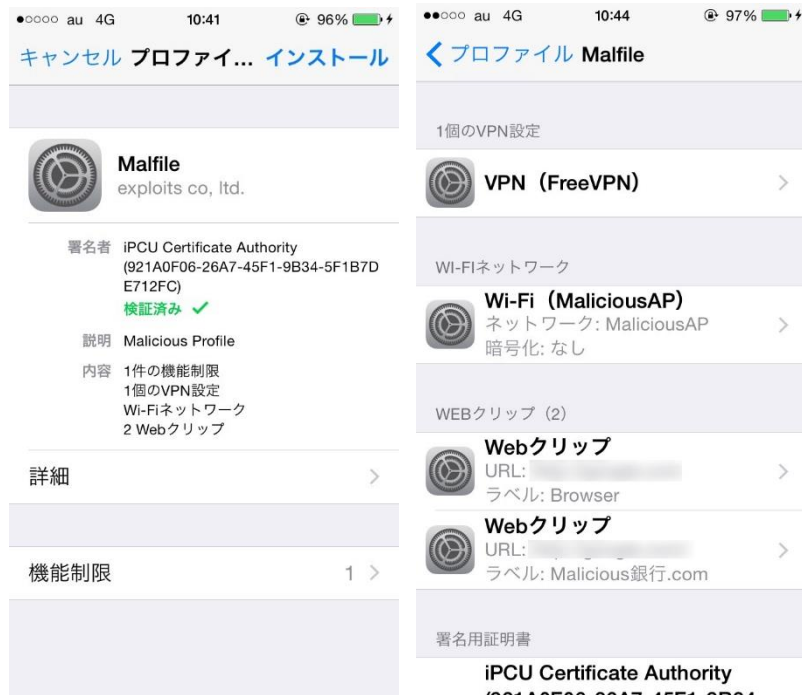 au 4G 10:41 96%
キャンセル プロファイ... インストール
Malfile
exploits co, ltd.
署名者 iPCU Certificate Authority
(921A0F06-26A7-45F1-9B34-5F1B7D
E712FC)
検証済み
説明 Malicious Profile
内容 1件の機能制限
1個のVPN設定
Wi-Fiネットワーク
2 Webクリップ
詳細
機能制限 1
au 4G 10:44 97%
プロファイル Malfile
1個のVPN設定
VPN（FreeVPN）
WI-FIネットワーク
Wi-Fi（MaliciousAP）
ネットワーク: MaliciousAP
暗号化: なし
WEBクリップ（2）
Webクリップ
URL:
ラベル: Browser
Webクリップ
URL:
ラベル: Malicious銀行.com
署名用証明書
iPCU Certificate Authority